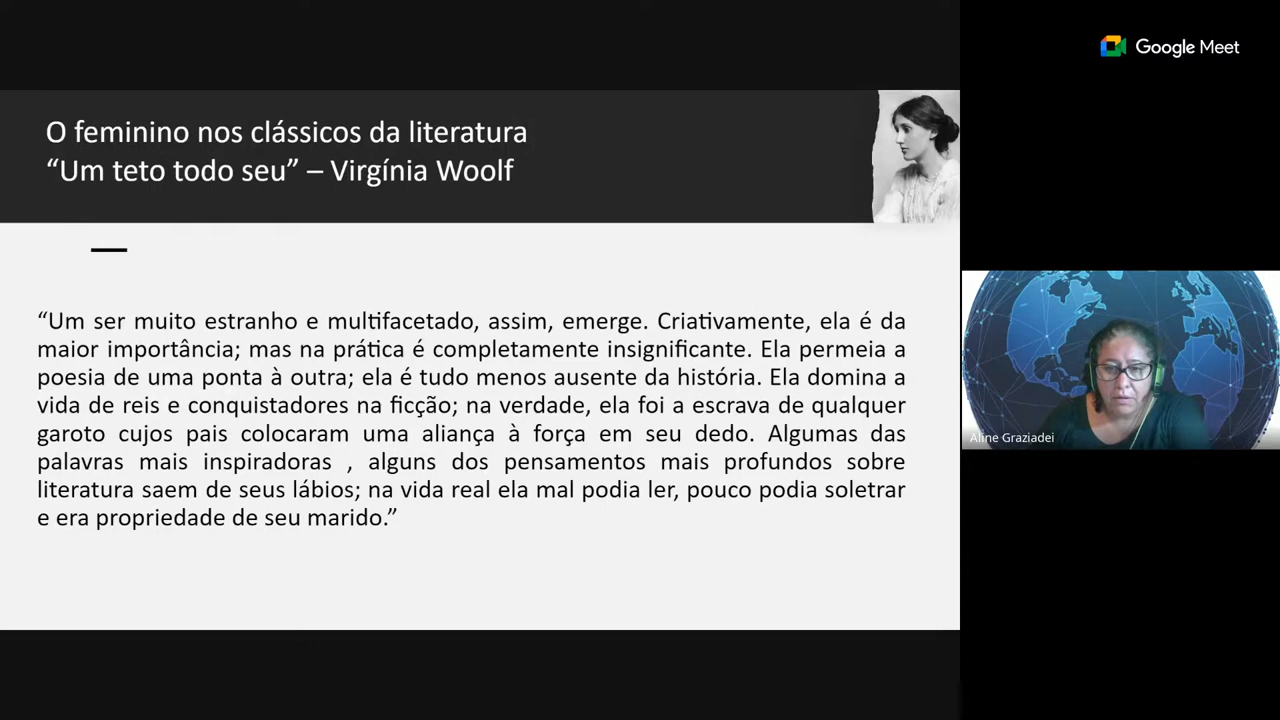 Google Meet
O feminino nos clássicos da literatura
“Um teto todo seu” – Virgínia Woolf
“Um ser muito estranho e multifacetado, assim, emerge. Criativamente, ela é da
maior importância; mas na prática é completamente insignificante. Ela permeia a
poesia de uma ponta à outra; ela é tudo menos ausente da história. Ela domina a
vida de reis e conquistadores na ficção; na verdade, ela foi a escrava de qualquer
garoto cujos pais colocaram uma aliança à força em seu dedo. Algumas das
palavras mais inspiradoras , alguns dos pensamentos mais profundos sobre
literatura saem de seus lábios; na vida real ela mal podia ler, pouco podia soletrar
e era propriedade de seu marido.”
Aline Graziadei